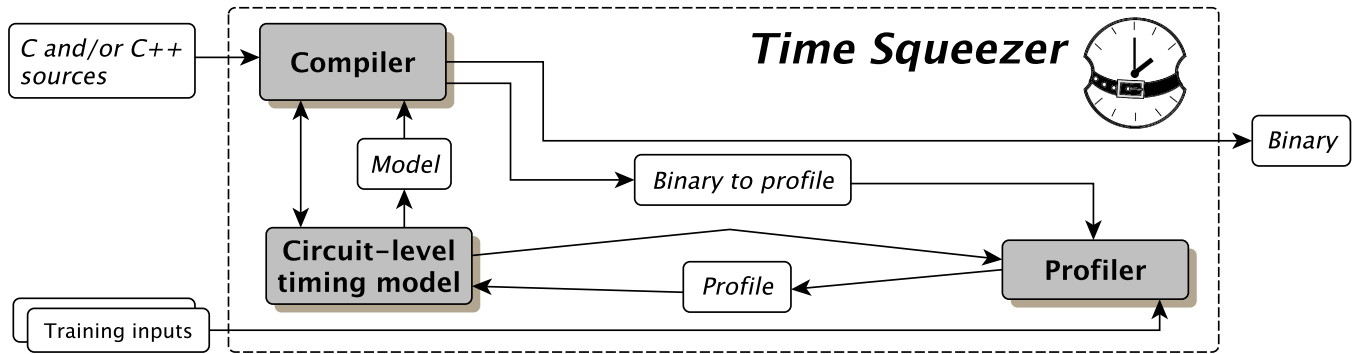 C and/or C++
sources
Compiler
Time Squeezer
Model
Binary
Binary to profile
Circuit-level
timing model
Profile
Profiler
Training inputs